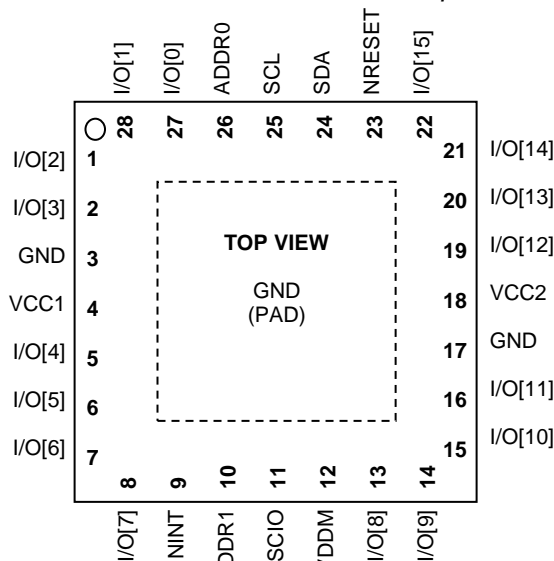 I/O[1]
I/O[0]
ADDR0
SCL
SDA
NRESET
I/O[15]
28
27
26
25
24
23
22
I/O[2] 1
I/O[3] 2
GND 3
VCC1 4
I/O[4] 5
I/O[5] 6
I/O[6] 7
TOP VIEW
GND
(PAD)
21 I/O[14]
20 I/O[13]
19 I/O[12]
18 VCC2
17 GND
16 I/O[11]
15 I/O[10]
8
9
10
11
12
13
14
I/O[7]
NINT
DDR1
SCIO
VDDM
I/O[8]
I/O[9]